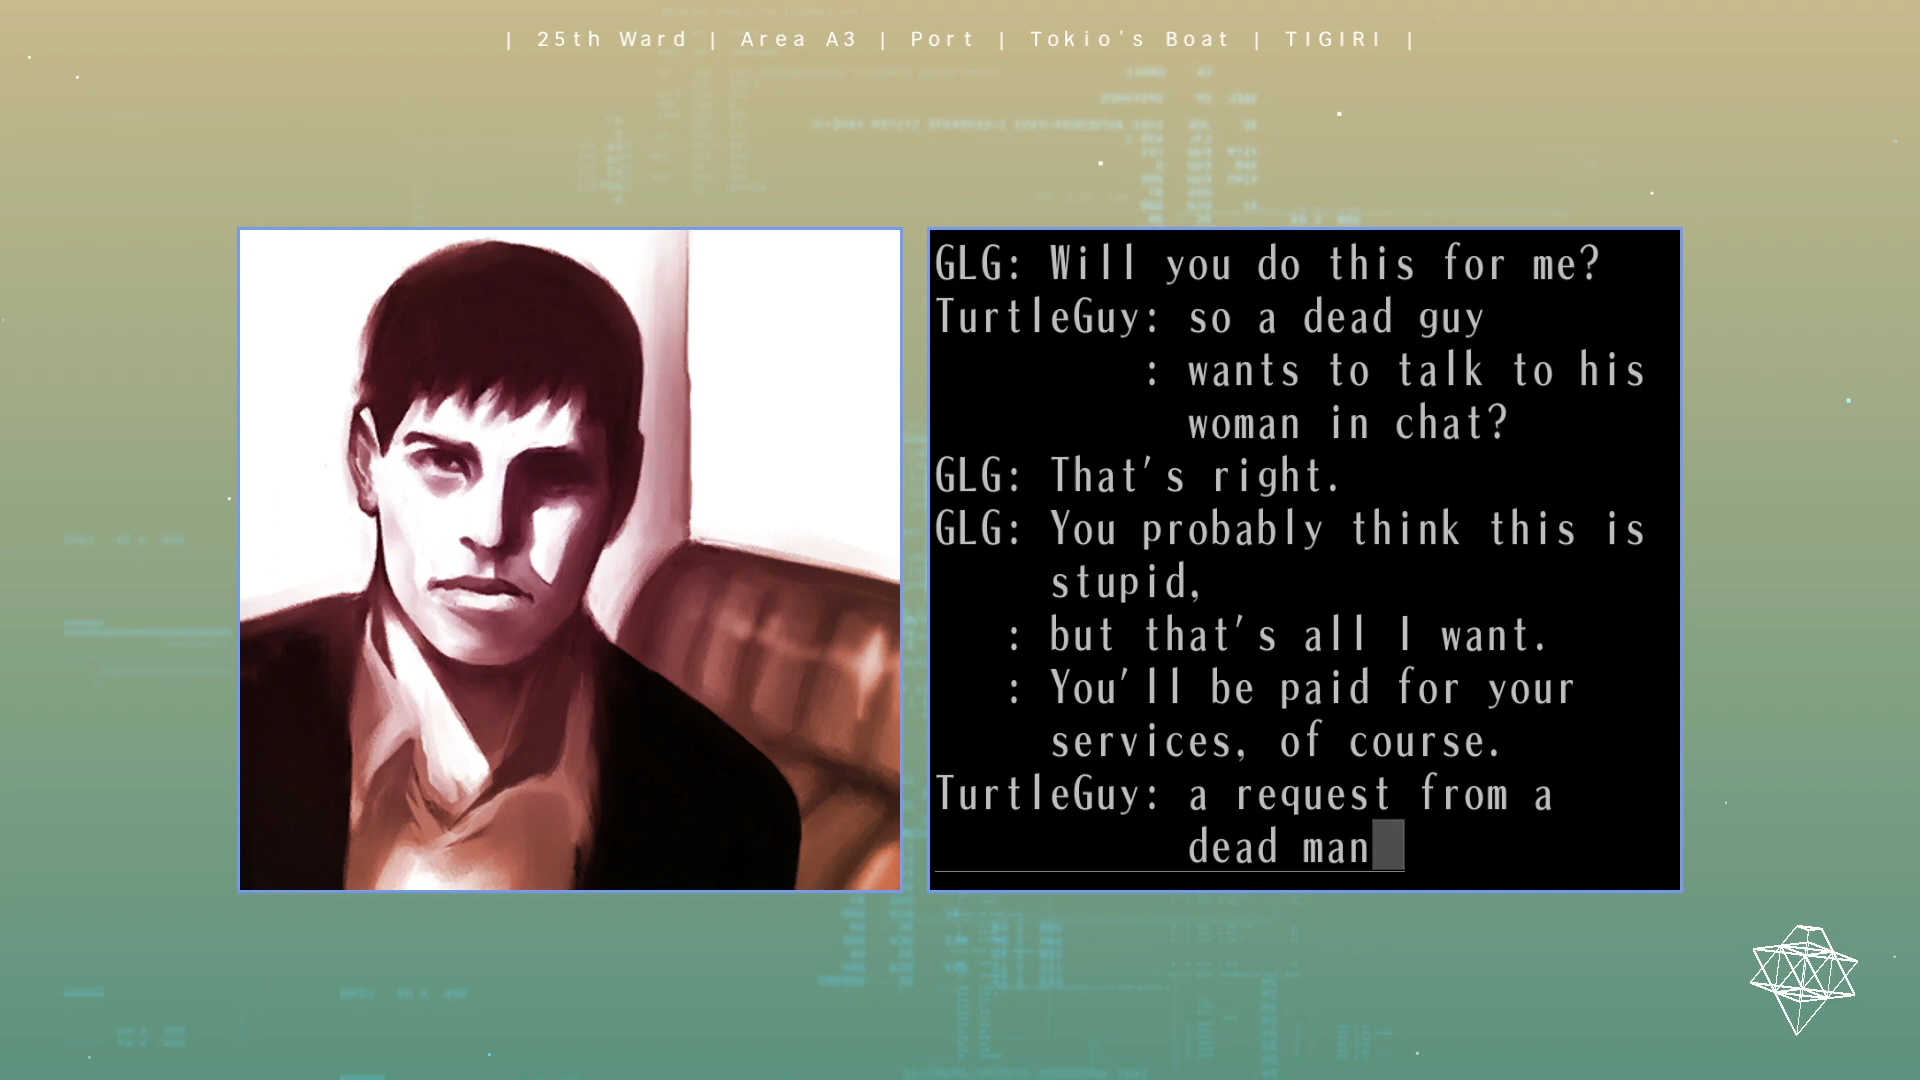 | 25th Ward | Area A3 | Port | Tokio's Boat | TIGIRI |
GLG: Will you do this for me?
TurtleGuy: so a dead guy
: wants to talk to his
woman in chat?
GLG: That's right.
GLG: You probably think this is
stupid,
: but that's all I want.
: You'll be paid for your
services, of course.
TurtleGuy: a request from a
dead man